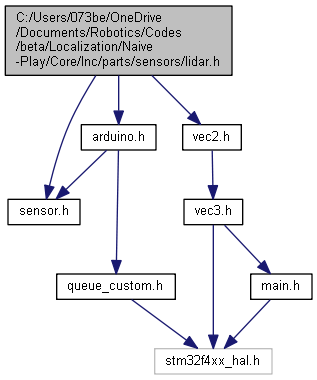 C:/Users/073be/OneDrive
/Documents/Robotics/Codes
/beta/Localization/Naive
-Play/Core/Inc/parts/sensors/lidar.h
arduino.h
vec2.h
sensor.h
vec3.h
queue_custom.h
main.h
stm32f4xx_hal.h